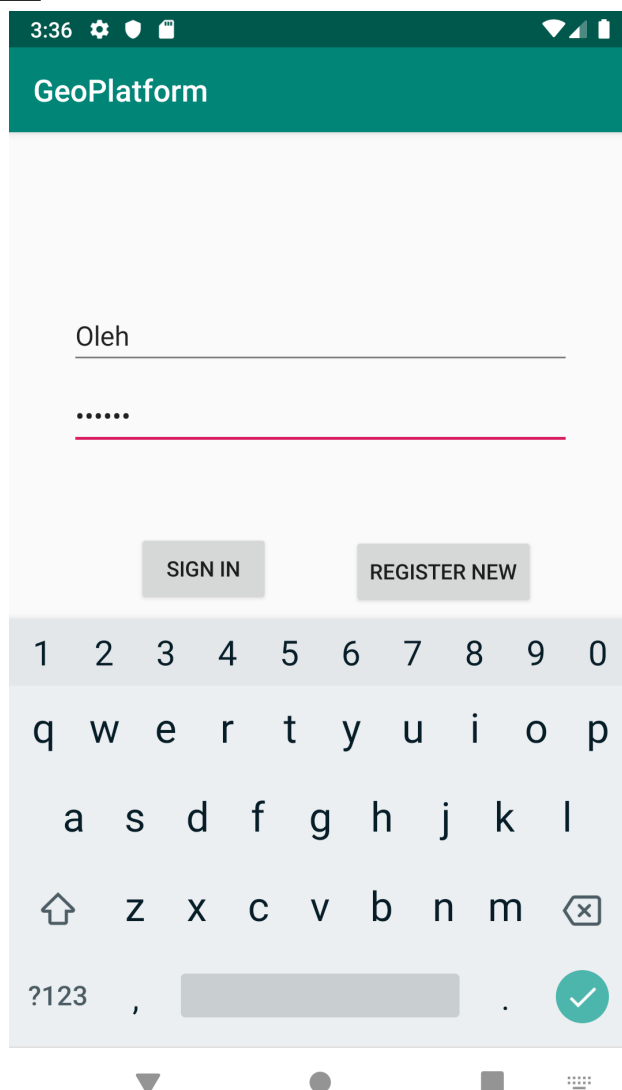 3:36
GeoPlatform
Oleh
••••••
SIGN IN
REGISTER NEW
1 2 3 4 5 6 7 8 9 0
q w e r t y u i o p
a s d f g h j k l
z x c v b n m
?123 , .